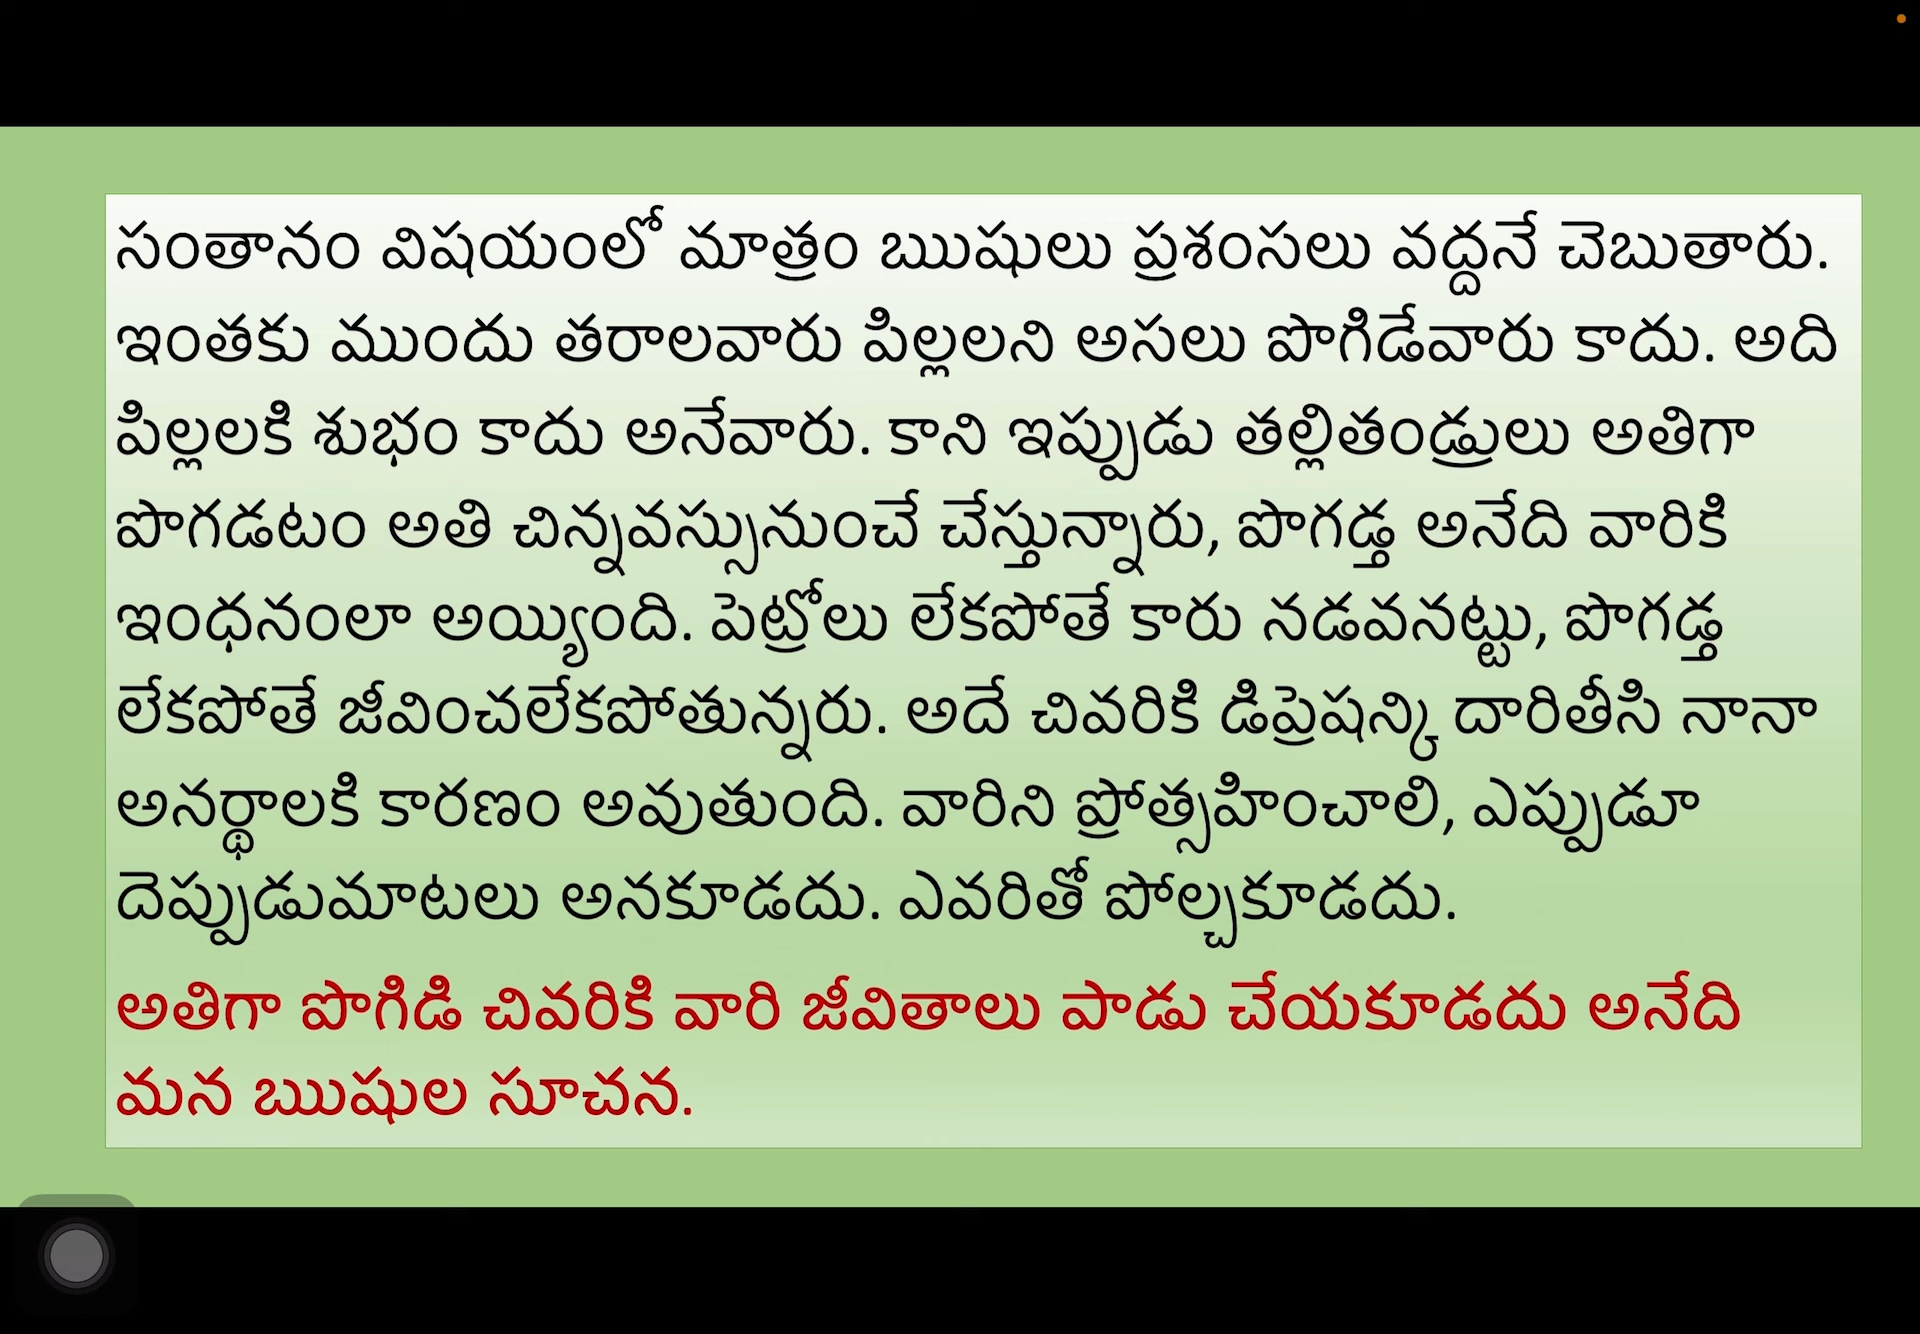 సంతానం విషయంలో మాత్రం ఋషులు ప్రశంసలు వద్దనే చెబుతారు.
ఇంతకు ముందు తరాలవారు పిల్లలని అసలు పొగిడేవారు కాదు. అది
పిల్లలకి శుభం కాదు అనేవారు. కాని ఇప్పుడు తల్లితండ్రులు అతిగా
పొగడటం అతి చిన్నవస్సునుంచే చేస్తున్నారు, పొగడ్త అనేది వారికి
ఇంధనంలా అయ్యింది. పెట్రోలు లేకపోతే కారు నడవనట్టు, పొగడ్త
లేకపోతే జీవించలేకపోతున్నరు. అదే చివరికి డిప్రెషన్కి దారితీసి నానా
అనర్థాలకి కారణం అవుతుంది. వారిని ప్రోత్సహించాలి, ఎప్పుడూ
దెప్పుడుమాటలు అనకూడదు. ఎవరితో పోల్చకూడదు.
అతిగా పొగిడి చివరికి వారి జీవితాలు పాడు చేయకూడదు అనేది
మన ఋషుల సూచన.